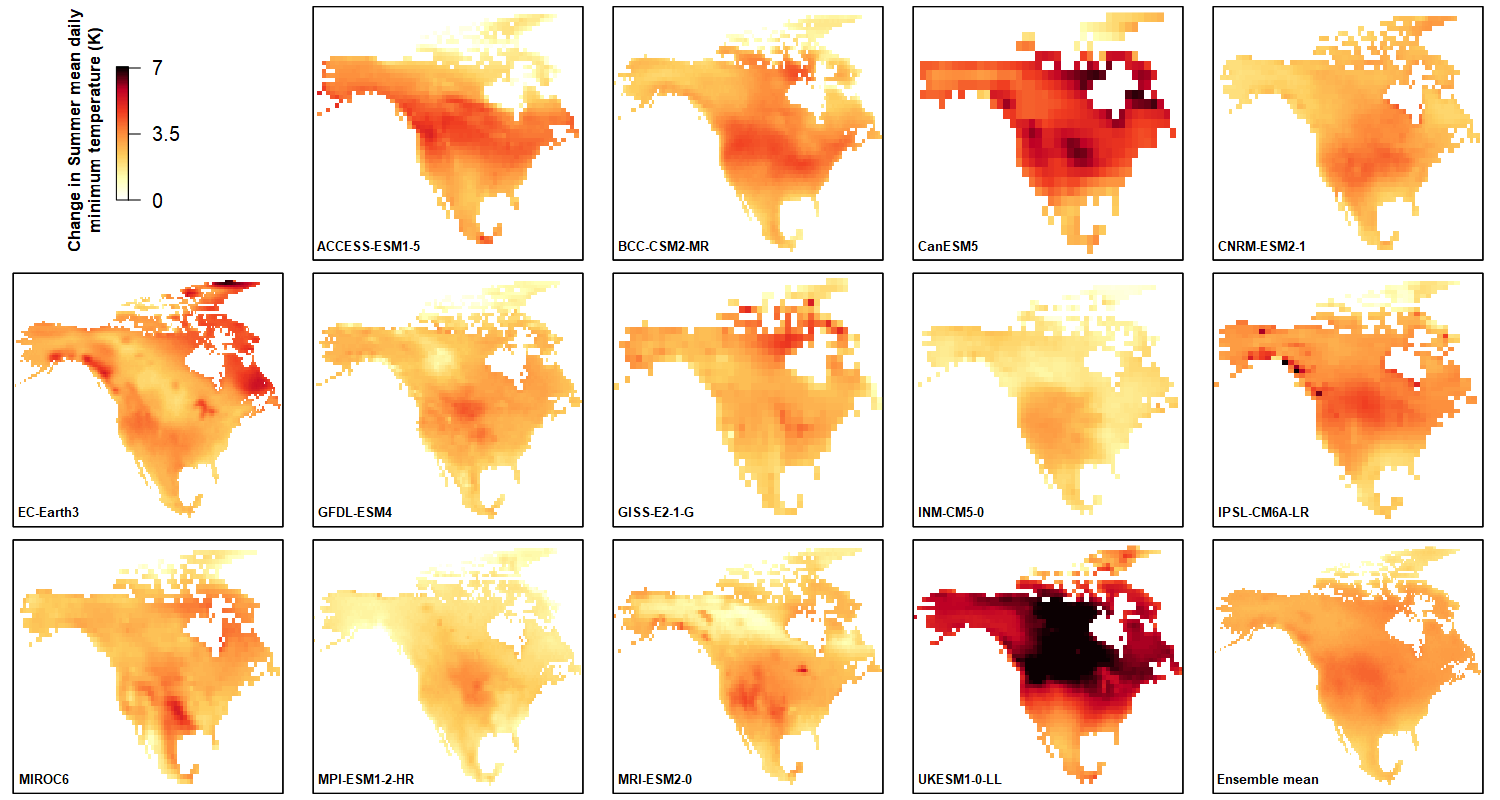 Change in Summer mean daily
minimum temperature (K)
7
3.5
0
ACCESS-ESM1-5
BCC-CSM2-MR
CanESM5
CNRM-ESM2-1
EC-Earth3
GFDL-ESM4
GISS-E2-1-G
INM-CM5-0
IPSL-CM6A-LR
MIROC6
MPI-ESM1-2-HR
MRI-ESM2-0
UKESM1-0-LL
Ensemble mean